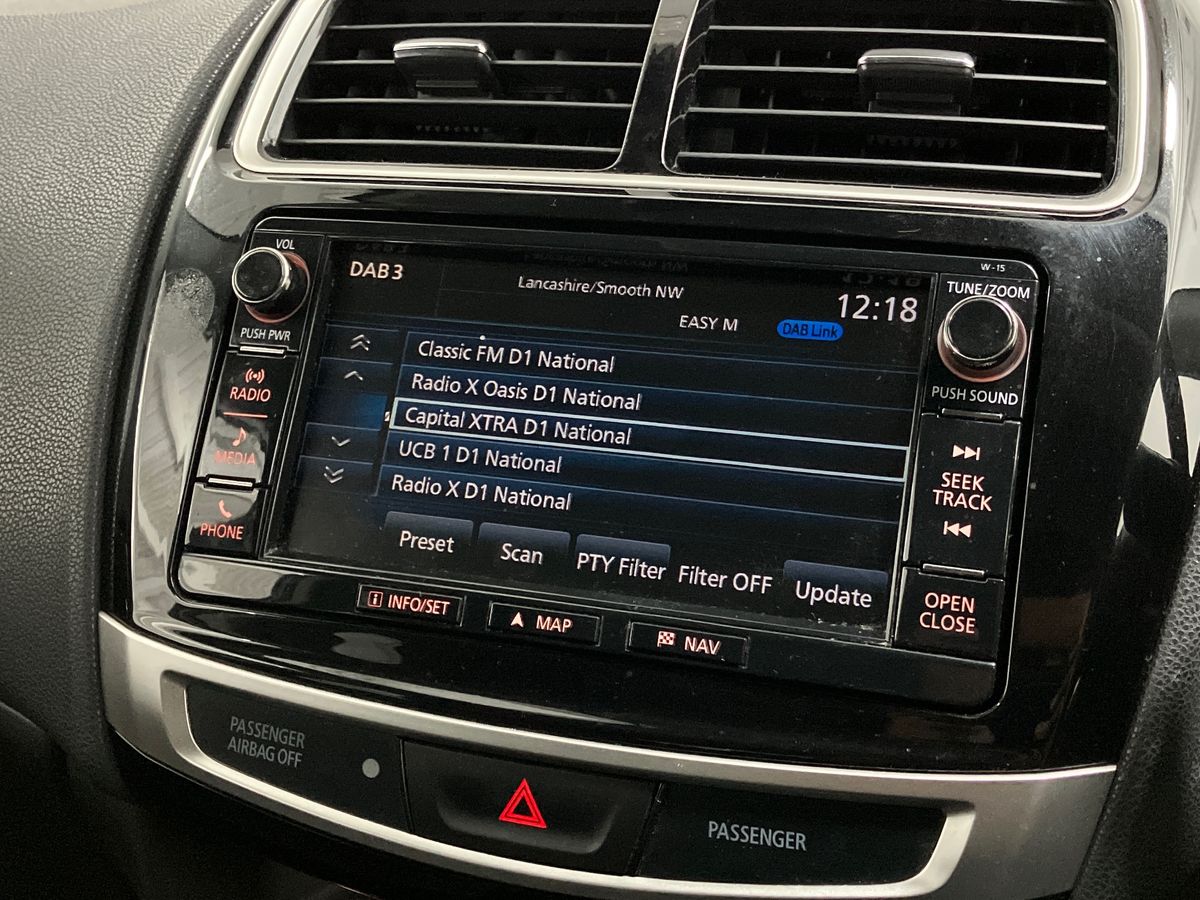 VOL
PUSH PWR
RADIO
MEDIA
PHONE
DAB 3
Lancashire/Smooth NW
EASY M
DAB Link
12:18
Classic FM D1 National
Radio X Oasis D1 National
Capital XTRA D1 National
UCB 1 D1 National
Radio X D1 National
Preset
Scan
PTY Filter
Filter OFF
Update
W-15
TUNE/ZOOM
PUSH SOUND
SEEK
TRACK
OPEN
CLOSE
INFO/SET
MAP
NAV
PASSENGER
AIRBAG OFF
PASSENGER